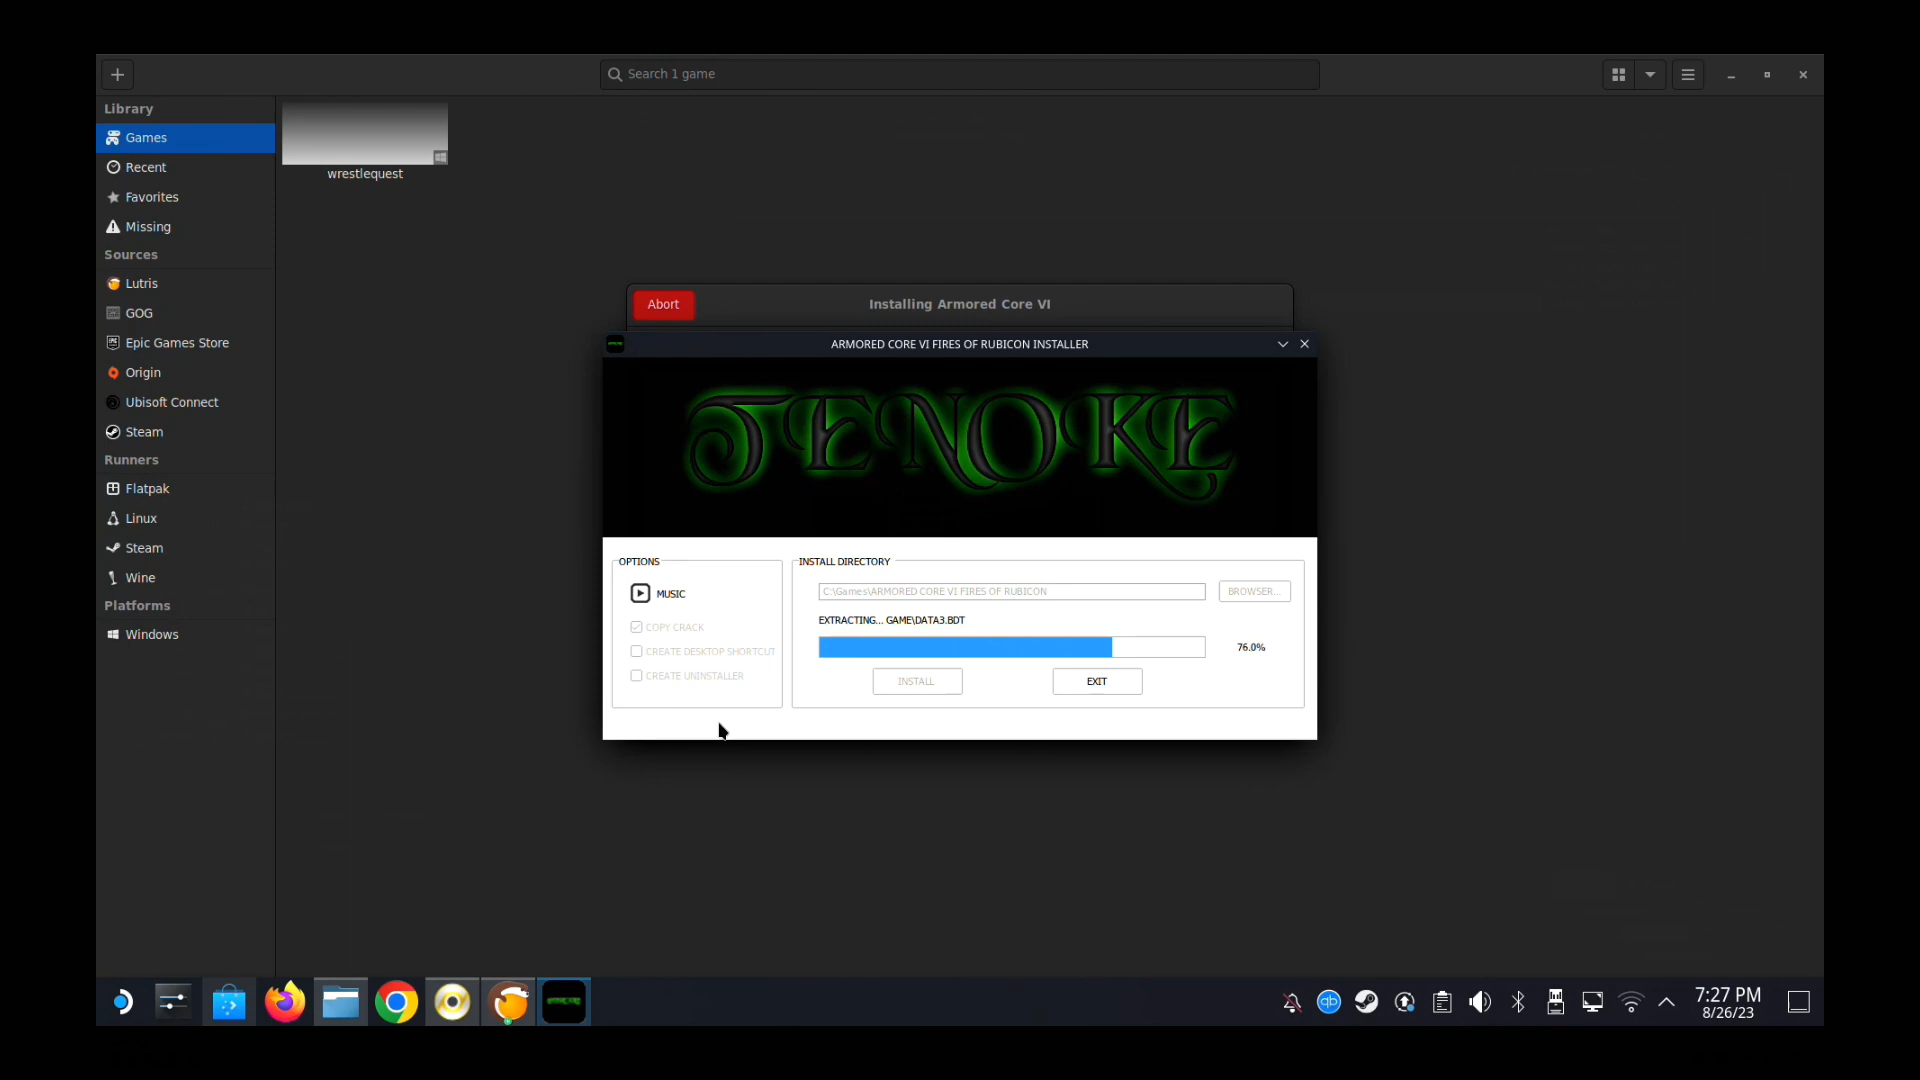 Search 1 game
Library
Games
Recent
Favorites
Missing
Sources
Lutris
GOG
Epic Games Store
Origin
Ubisoft Connect
Steam
Runners
Flatpak
Linux
Steam
Wine
Platforms
Windows
wrestlequest
Abort
Installing Armored Core VI
ARMORED CORE VI FIRES OF RUBICON INSTALLER
TENOKE
OPTIONS
MUSIC
COPY CRACK
CREATE DESKTOP SHORTCUT
CREATE UNINSTALLER
INSTALL DIRECTORY
C:\Games\ARMORED CORE VI FIRES OF RUBICON
BROWSER...
EXTRACTING... GAME\DATA3.BDT
76.0%
INSTALL
EXIT
qb
7:27 PM
8/26/23